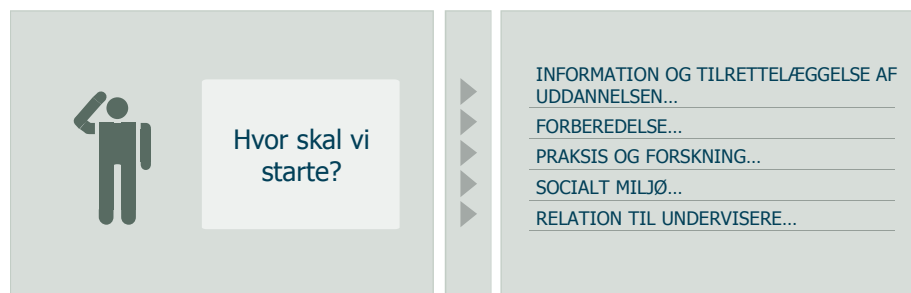 Hvor skal vi
starte?
INFORMATION OG TILRETTELÆGGELSE AF
UDDANNELSEN...
FORBEREDELSE...
PRAKSIS OG FORSKNING...
SOCIALT MILJØ...
RELATION TIL UNDERVISERE...